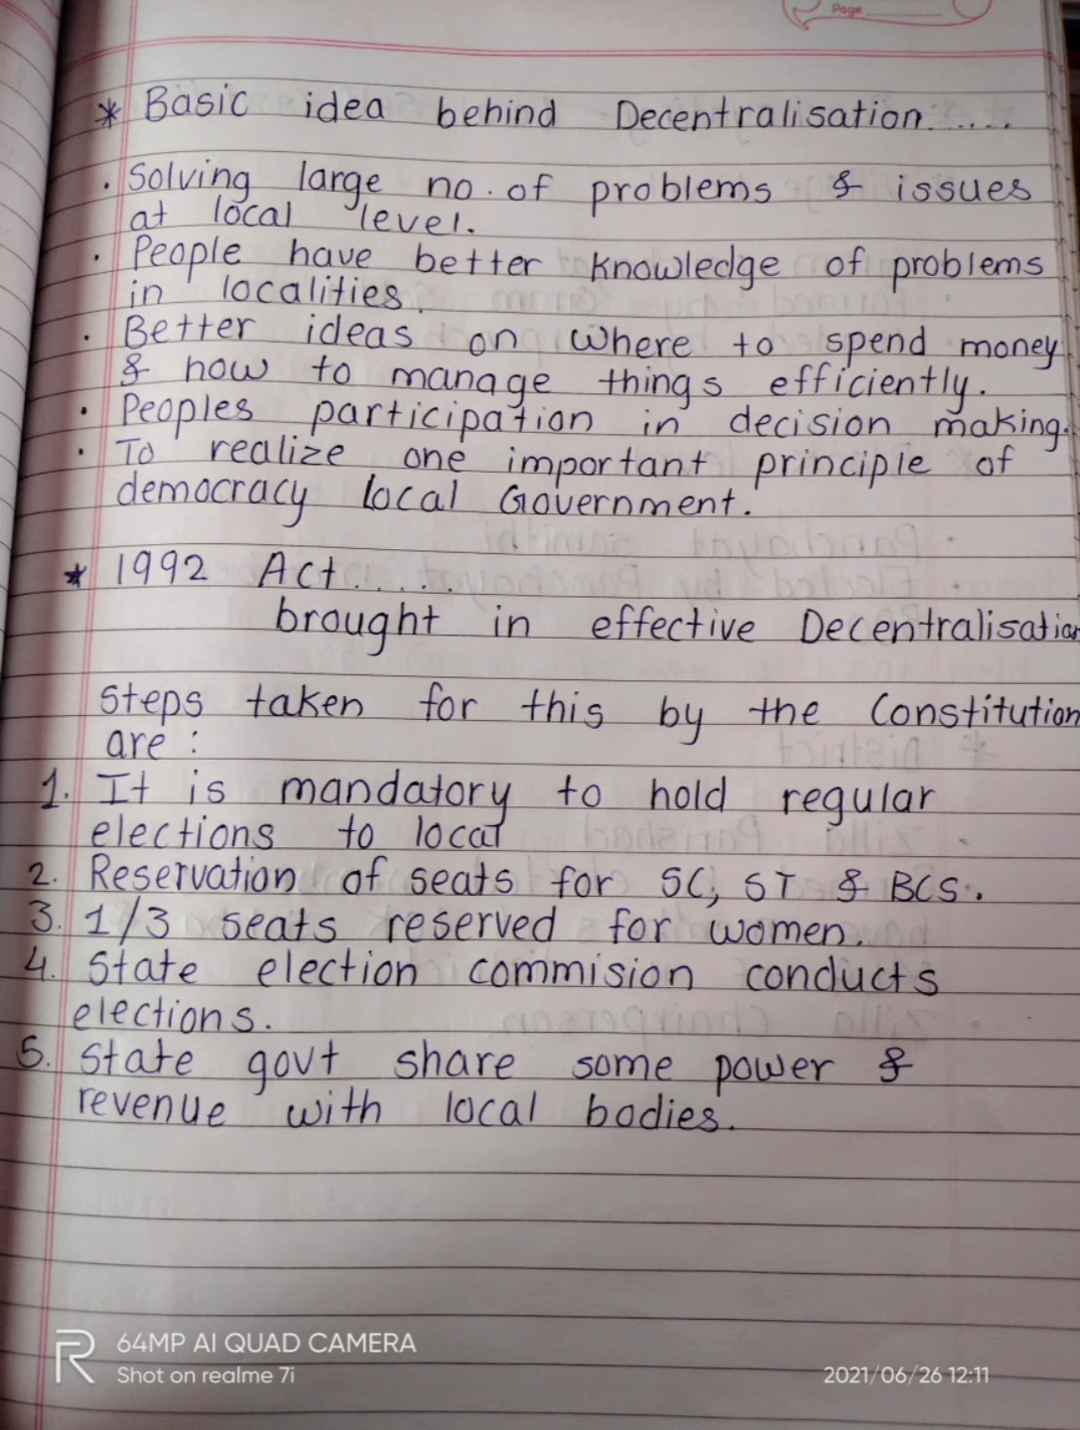 Page
* Basic idea behind Decentralisation.....
. Solving large no. of problems & issues
at local level.
. People have better knowledge of problems
in localities.
. Better ideas on where to spend money
& how to manage things efficiently.
. Peoples participation in decision making.
. To realize one important principle of
democracy local Government.
* 1992 Act.....
brought in effective Decentralisation
Steps taken for this by the Constitution
are :
1. It is mandatory to hold regular
elections to local
2. Reservation of seats for SC, ST & BCS.
3. 1/3 seats reserved for women.
4. State election commision conducts
elections.
5. State govt share some power &
revenue with local bodies.
R 64MP AI QUAD CAMERA
Shot on realme 7i
2021/06/26 12:11